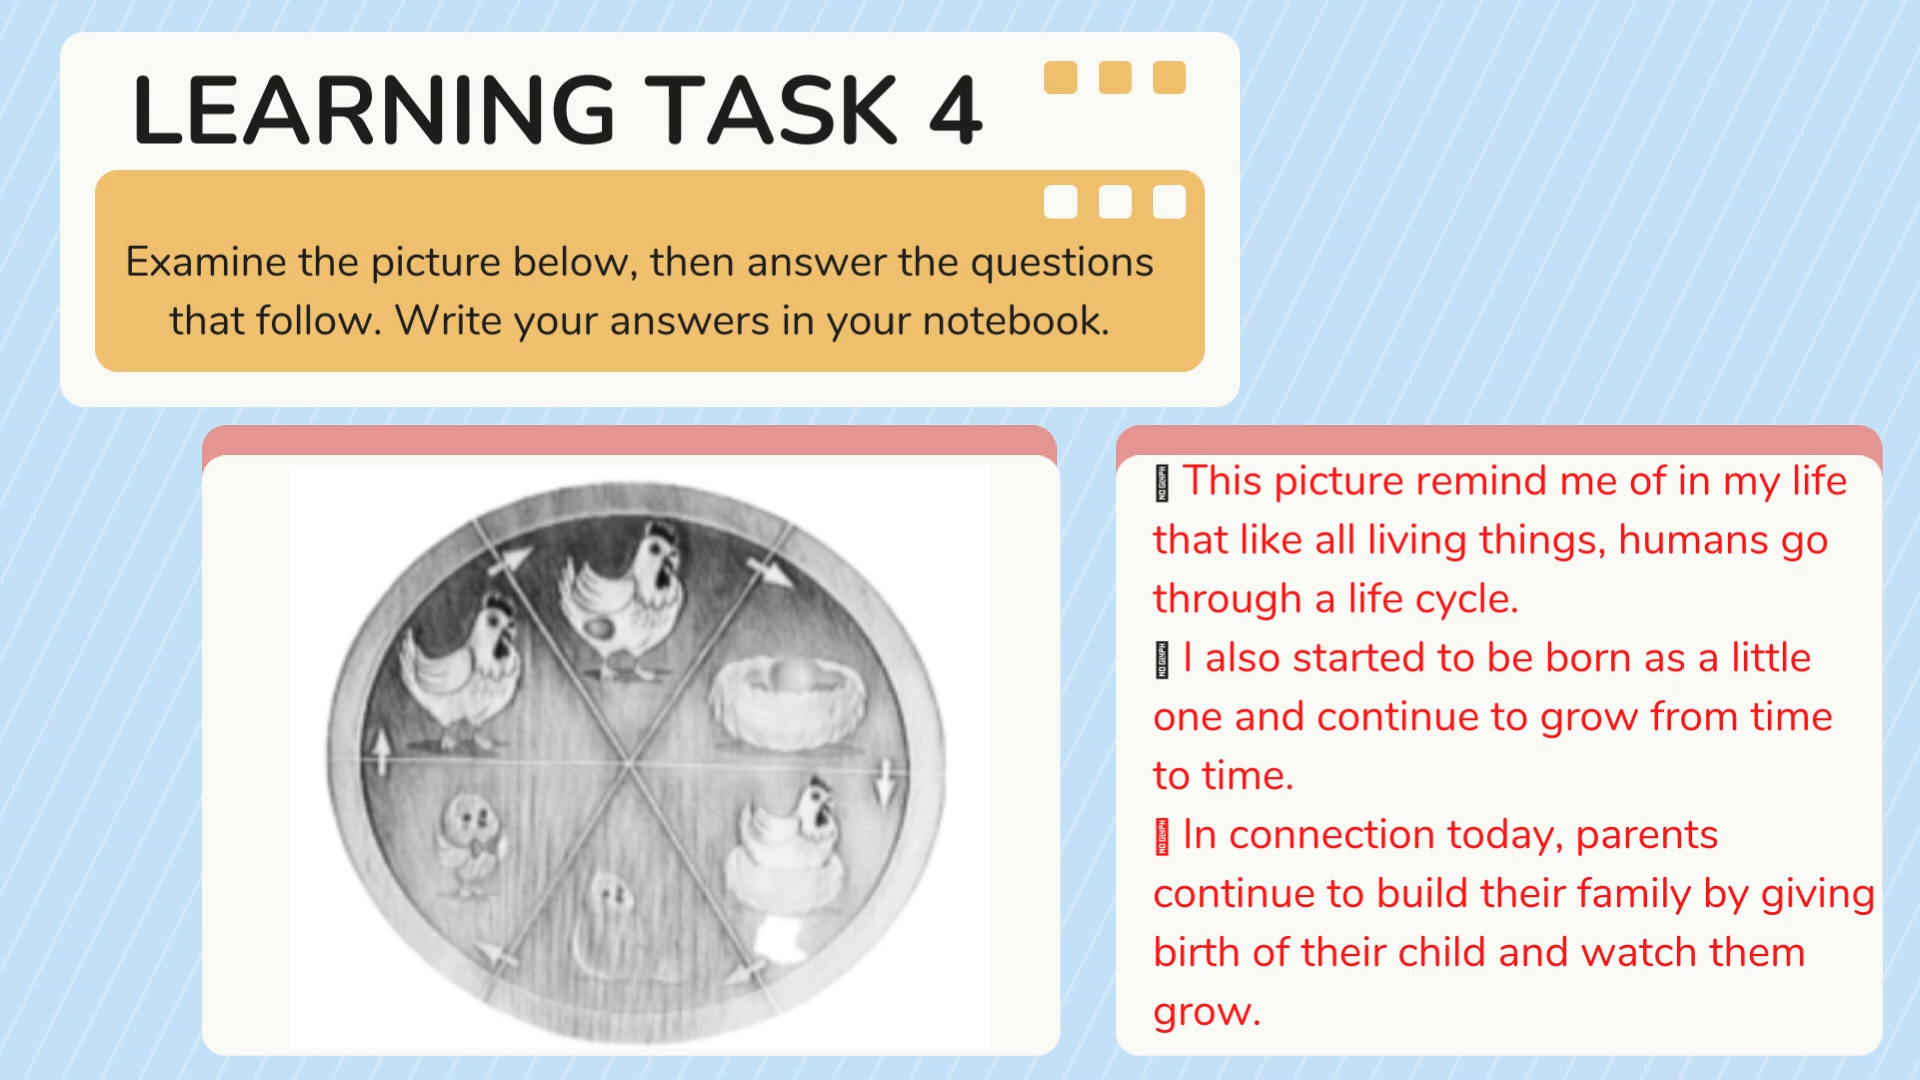 LEARNING TASK 4
Examine the picture below, then answer the questions
that follow. Write your answers in your notebook.
This picture remind me of in my life
that like all living things, humans go
through a life cycle.
I also started to be born as a little
one and continue to grow from time
to time.
In connection today, parents
continue to build their family by giving
birth of their child and watch them
grow.